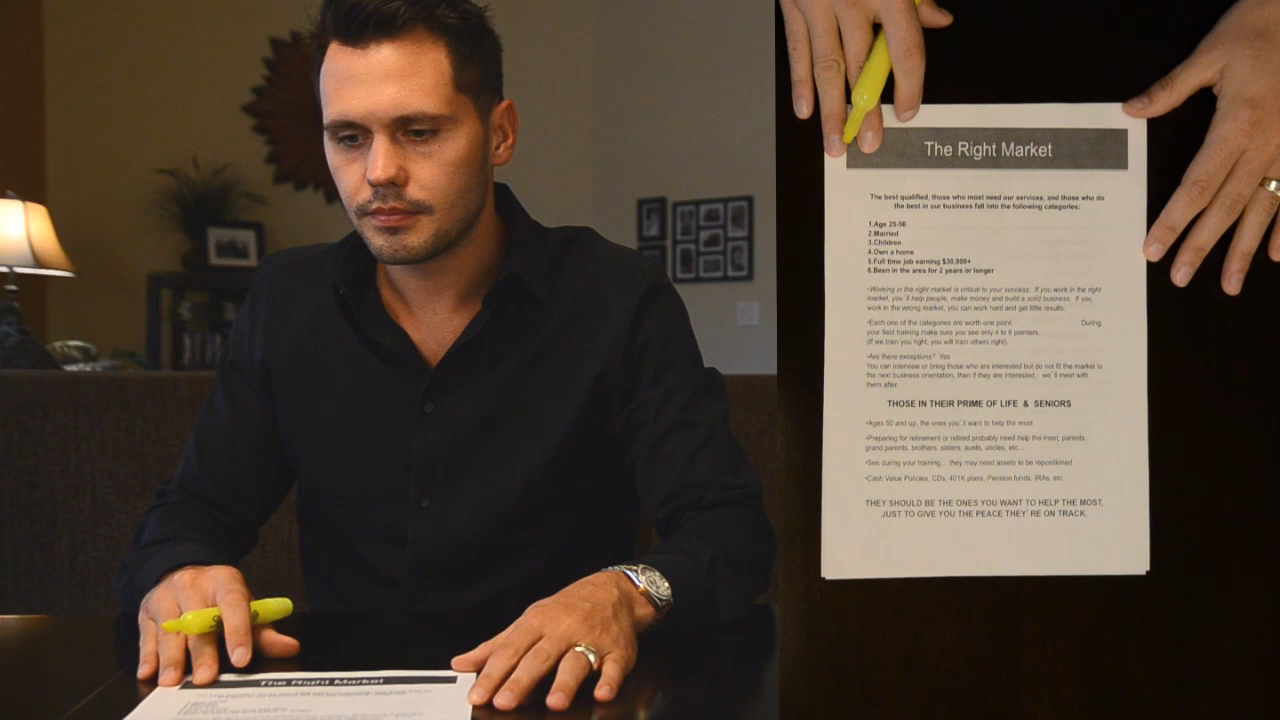 The Right Market
The best qualified, those who most need our services, and those who do
the best in our business fall into the following categories:
1.Age 25-50
2.Married
3.Children
4.Own a home
5.Full time job earning $30,000+
6.Been in the area for 2 years or longer
•Working in the right market is critical to your success. If you work in the right
market, you´ll help people, make money and build a solid business. If you
work in the wrong market, you can work hard and get little results.
•Each one of the categories are worth one point. During
your field training make sure you see only 4 to 6 pointers.
(If we train you right, you will train others right).
•Are there exceptions? Yes
You can interview or bring those who are interested but do not fit the market to
the next business orientation, then if they are interested, we´ll meet with
them after.
THOSE IN THEIR PRIME OF LIFE & SENIORS
•Ages 50 and up, the ones you´ll want to help the most
•Preparing for retirement or retired probably need help the most, parents,
grand parents, brothers, sisters, aunts, uncles, etc...
•See during your training... they may need assets to be repositioned
•Cash Value Policies, CDs, 401K plans, Pension funds, IRAs, etc.
THEY SHOULD BE THE ONES YOU WANT TO HELP THE MOST,
JUST TO GIVE YOU THE PEACE THEY´RE ON TRACK.
The Right Market